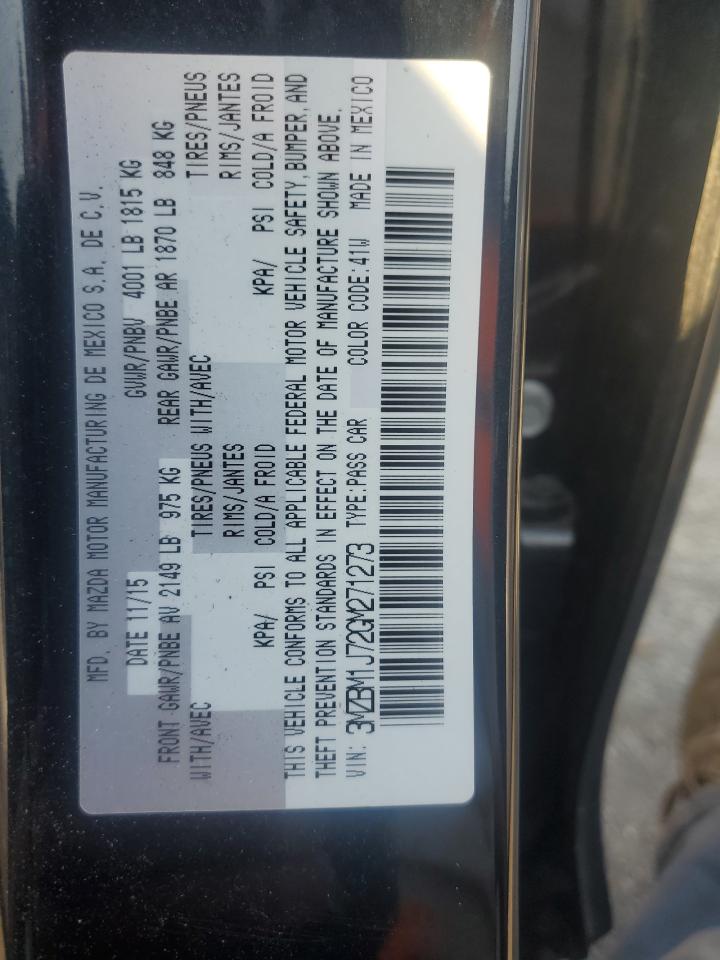 MFD. BY MAZDA MOTOR MANUFACTURING DE MEXICO S.A. DE C.V.
DATE 11/15 GVWR/PNBV 4001 LB 1815 KG
FRONT GAWR/PNBE AV 2149 LB 975 KG REAR GAWR/PNBE AR 1870 LB 848 KG
WITH/AVEC TIRES/PNEUS WITH/AVEC TIRES/PNEUS
RIMS/JANTES RIMS/JANTES
KPA/ PSI COLD/A FROID KPA/ PSI COLD/A FROID
THIS VEHICLE CONFORMS TO ALL APPLICABLE FEDERAL MOTOR VEHICLE SAFETY, BUMPER, AND
THEFT PREVENTION STANDARDS IN EFFECT ON THE DATE OF MANUFACTURE SHOWN ABOVE.
VIN: 3MZBM1J72GM271273 TYPE:PASS CAR COLOR CODE:41W MADE IN MEXICO